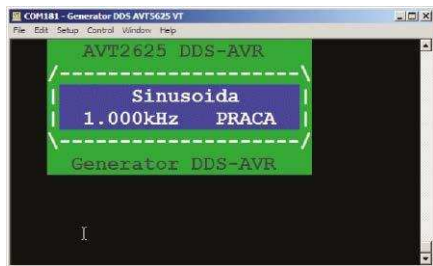 COM181 - Generator DDS AVT5625 VT
File Edit Setup Control Window Help
AVT2625 DDS-AVR
Sinusoida
1.000kHz PRACA
Generator DDS-AVR